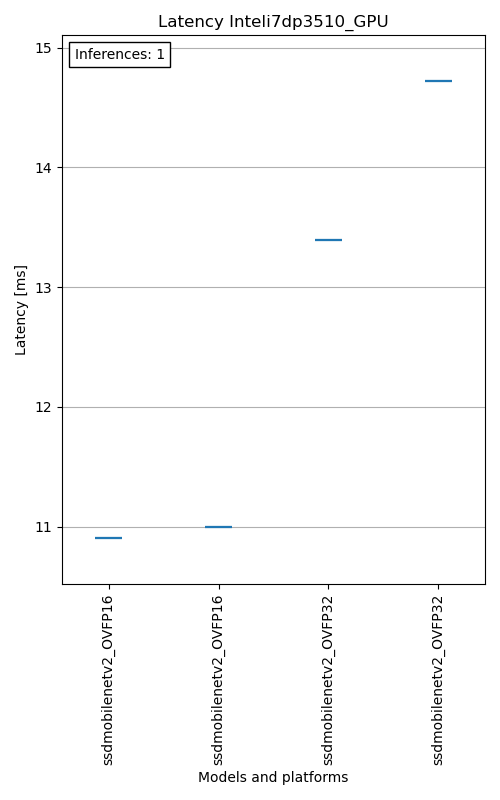 Latency Inteli7dp3510_GPU
Inferences: 1
15
14
13
12
11
Latency [ms]
ssdmobilenetv2_OVFP16
ssdmobilenetv2_OVFP16
ssdmobilenetv2_OVFP32
ssdmobilenetv2_OVFP32
Models and platforms